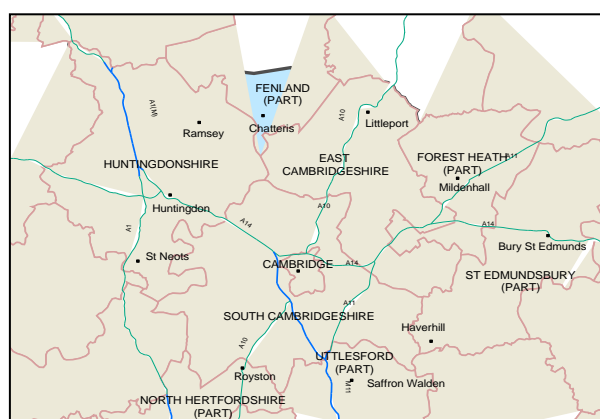 FENLAND
(PART)
A1(M)
A10
Ramsey
Chatteris
Littleport
HUNTINGDONSHIRE
EAST
CAMBRIDGESHIRE
FOREST HEATH
(PART)
A11
Mildenhall
Huntingdon
A10
A1
A14
A14
Bury St Edmunds
St Neots
CAMBRIDGE
A14
ST EDMUNDSBURY
(PART)
A11
SOUTH CAMBRIDGESHIRE
Haverhill
A10
UTTLESFORD
(PART)
Royston
M11
Saffron Walden
NORTH HERTFORDSHIRE
(PART)